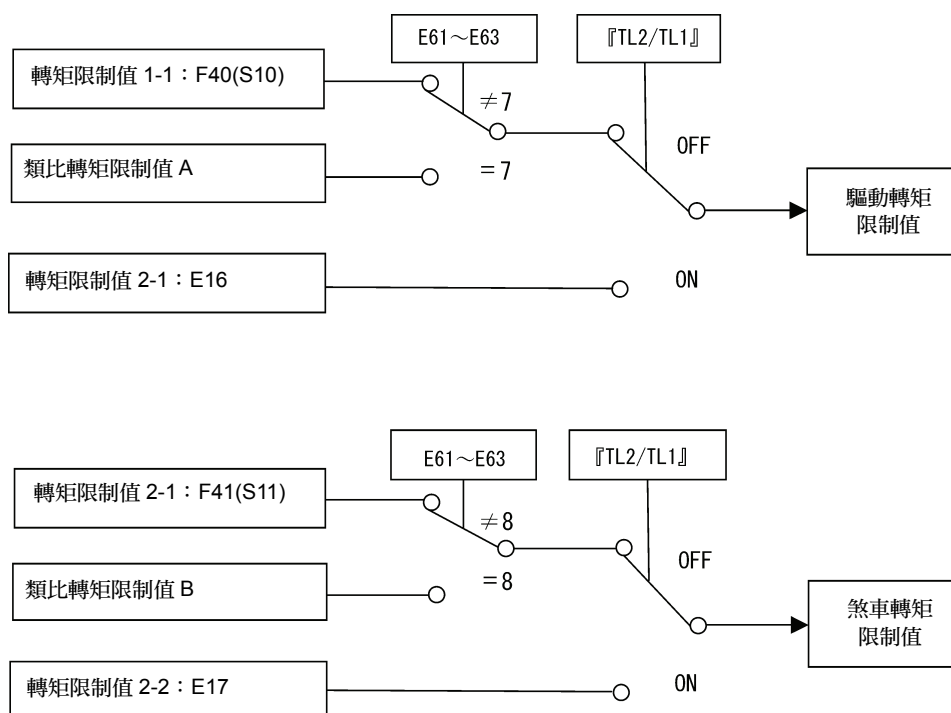 E61～E63
『TL2/TL1』
轉矩限制值 1-1：F40(S10)
≠7
OFF
類比轉矩限制值 A
=7
驅動轉矩
限制值
轉矩限制值 2-1：E16
ON
E61～E63
『TL2/TL1』
轉矩限制值 2-1：F41(S11)
≠8
OFF
類比轉矩限制值 B
=8
煞車轉矩
限制值
轉矩限制值 2-2：E17
ON